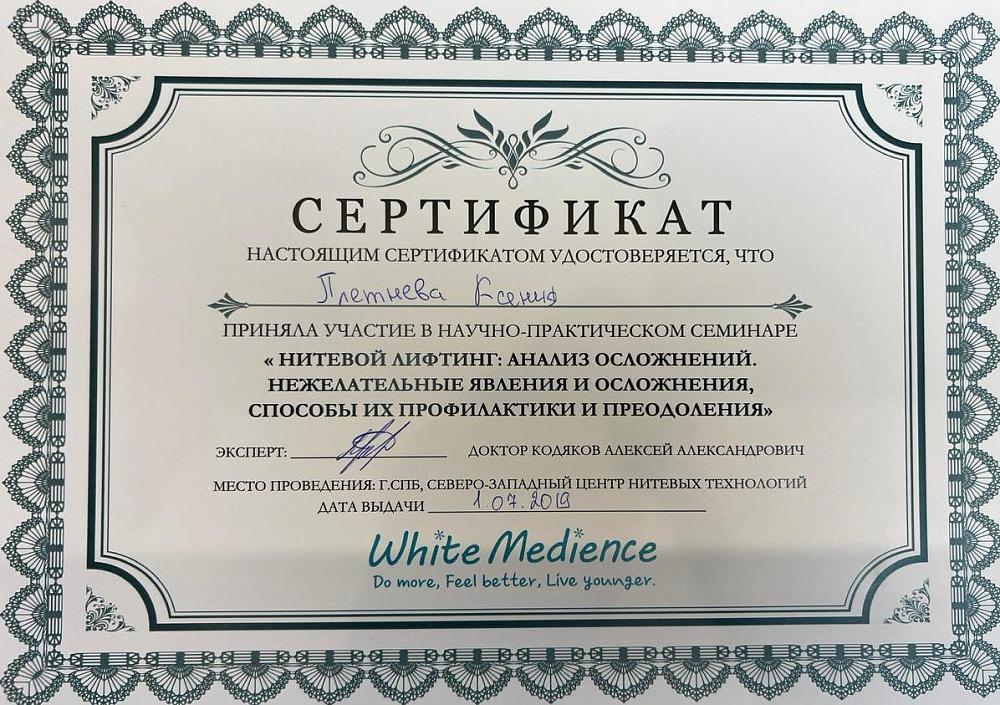 СЕРТИФИКАТ
НАСТОЯЩИМ СЕРТИФИКАТОМ УДОСТОВЕРЯЕТСЯ, ЧТО
Плетнева Ксения
ПРИНЯЛА УЧАСТИЕ В НАУЧНО-ПРАКТИЧЕСКОМ СЕМИНАРЕ
« НИТЕВОЙ ЛИФТИНГ: АНАЛИЗ ОСЛОЖНЕНИЙ.
НЕЖЕЛАТЕЛЬНЫЕ ЯВЛЕНИЯ И ОСЛОЖНЕНИЯ,
СПОСОБЫ ИХ ПРОФИЛАКТИКИ И ПРЕОДОЛЕНИЯ»
ЭКСПЕРТ: ДОКТОР КОДЯКОВ АЛЕКСЕЙ АЛЕКСАНДРОВИЧ
МЕСТО ПРОВЕДЕНИЯ: Г.СПБ, СЕВЕРО-ЗАПАДНЫЙ ЦЕНТР НИТЕВЫХ ТЕХНОЛОГИЙ
ДАТА ВЫДАЧИ 1.07.2019
White Medience
Do more, Feel better, Live younger.